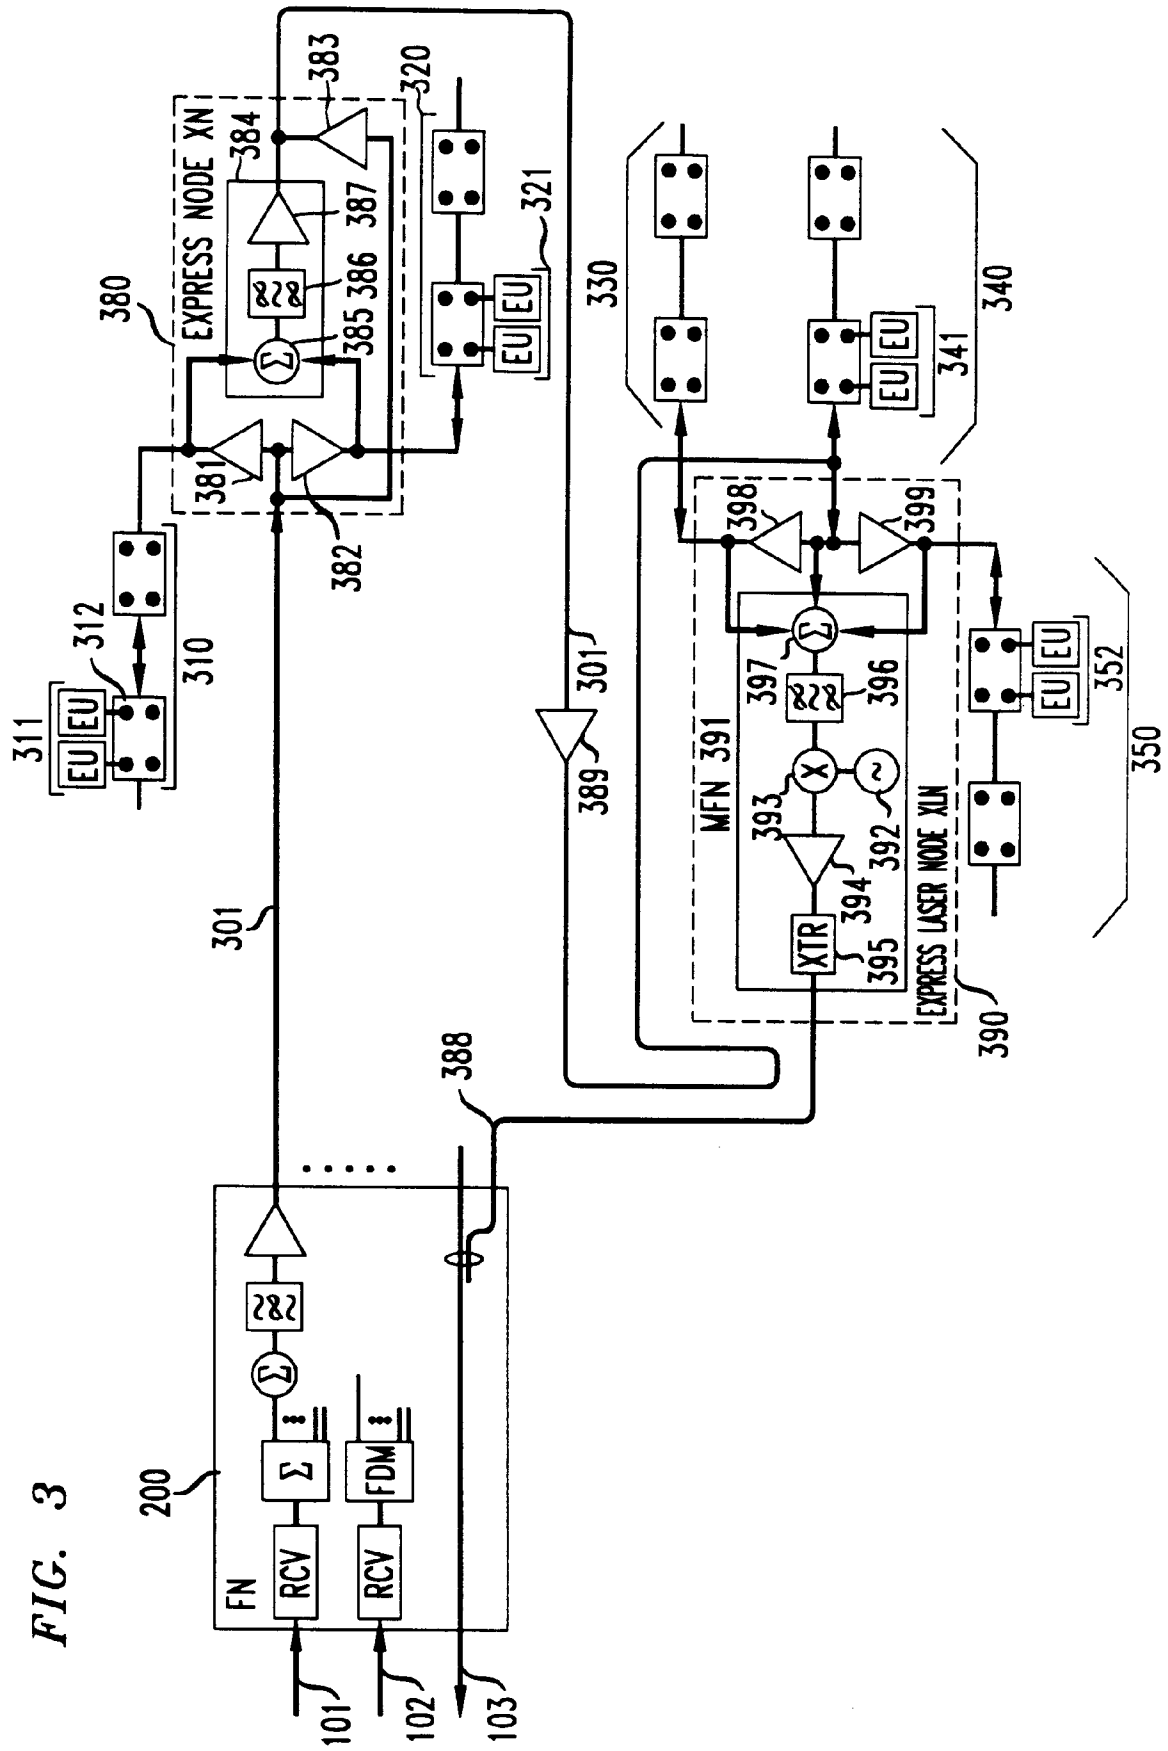 FIG. 3
200
FN
RCV
Σ
Σ
RCV
FDM
101
102
103
301
388
311
EU
EU
312
310
380
EXPRESS NODE XN
381
382
383
384
385
386
387
Σ
320
321
EU
EU
301
389
330
340
341
EU
EU
398
399
MFN 391
397
Σ
396
393
X
392
~
394
395
XTR
EXPRESS LASER NODE XLN
390
EU
EU
352
350